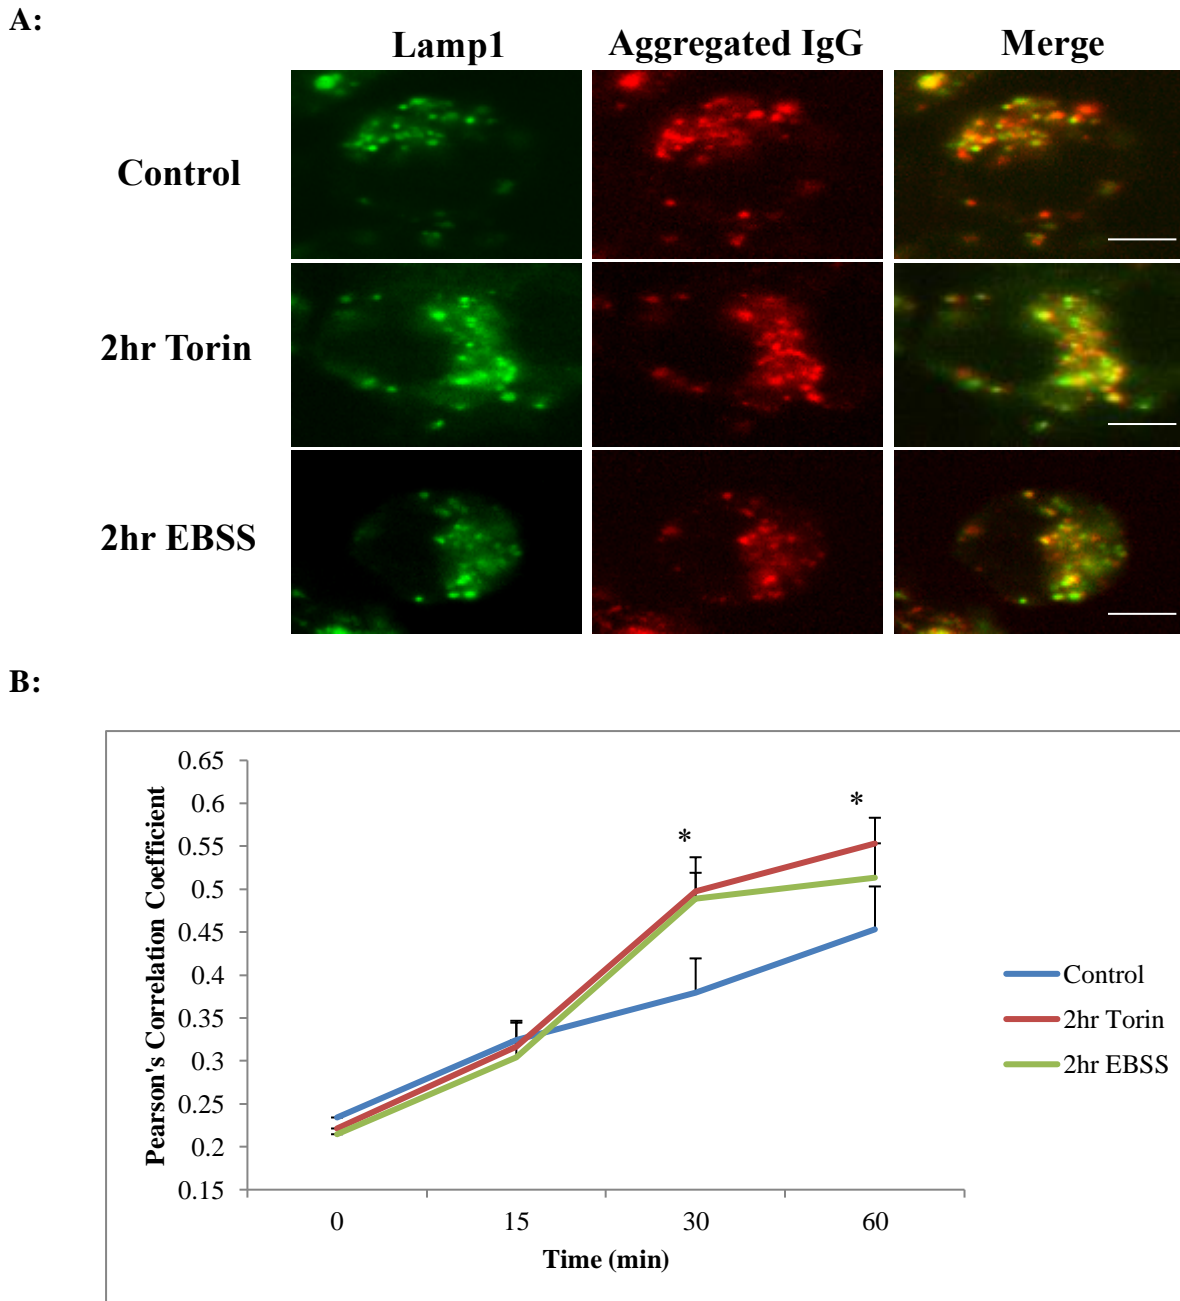 A:
Lamp1 Aggregated IgG Merge
Control
2hr Torin
2hr EBSS
B:
0.65
0.6
0.55
0.5
0.45
0.4
0.35
0.3
0.25
0.2
0.15
Pearson's Correlation Coefficient
* *
Control
2hr Torin
2hr EBSS
0 15 30 60
Time (min)